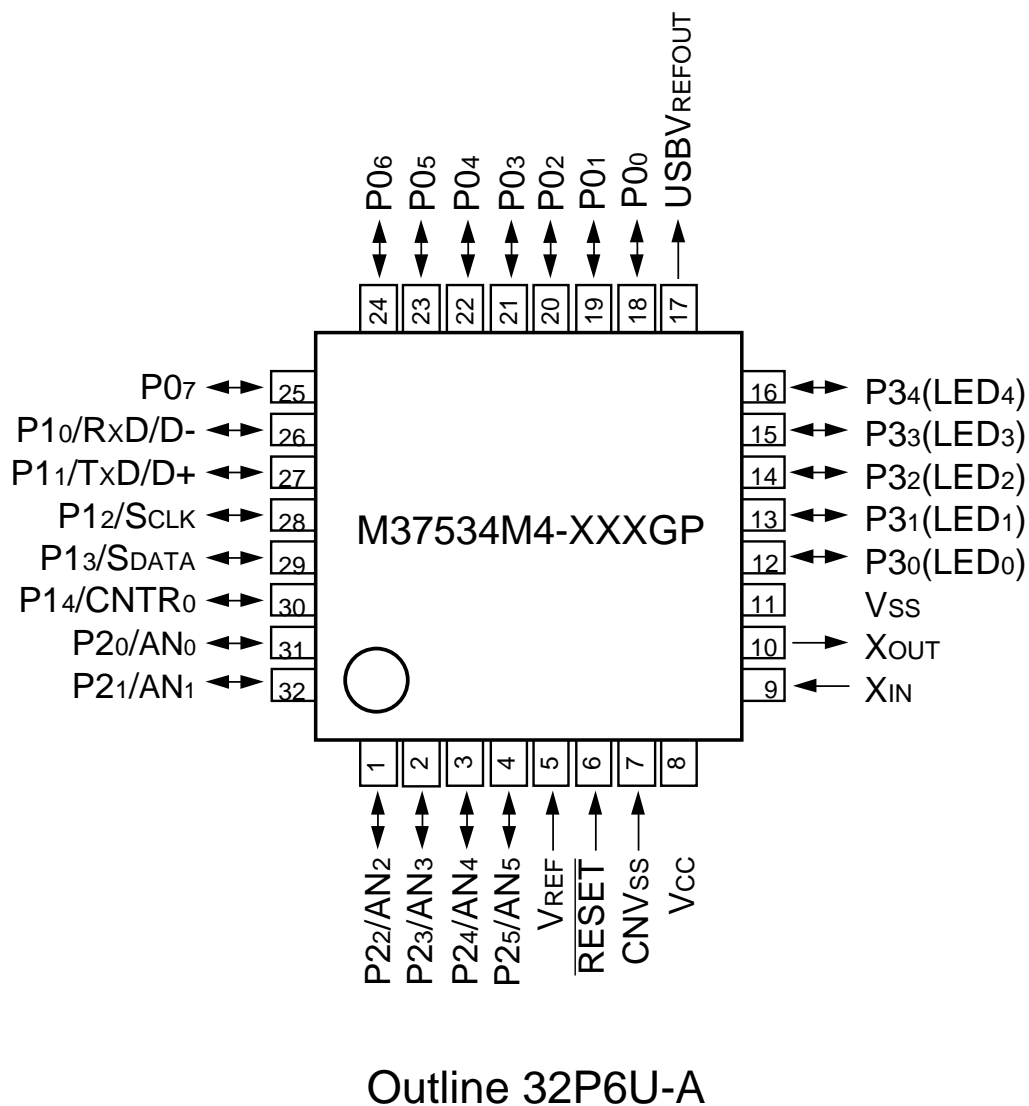 USBVREFOUT
P06
P05
P04
P03
P02
P01
P00
24
23
22
21
20
19
18
17
P07
25
P10/RXD/D-
26
P11/TXD/D+
27
P12/SCLK
28
P13/SDATA
29
P14/CNTR0
30
P20/AN0
31
P21/AN1
32
M37534M4-XXXGP
16
P34(LED4)
15
P33(LED3)
14
P32(LED2)
13
P31(LED1)
12
P30(LED0)
11
VSS
10
XOUT
9
XIN
1
2
3
4
5
6
7
8
P22/AN2
P23/AN3
P24/AN4
P25/AN5
VREF
RESET
CNVSS
VCC
Outline 32P6U-A